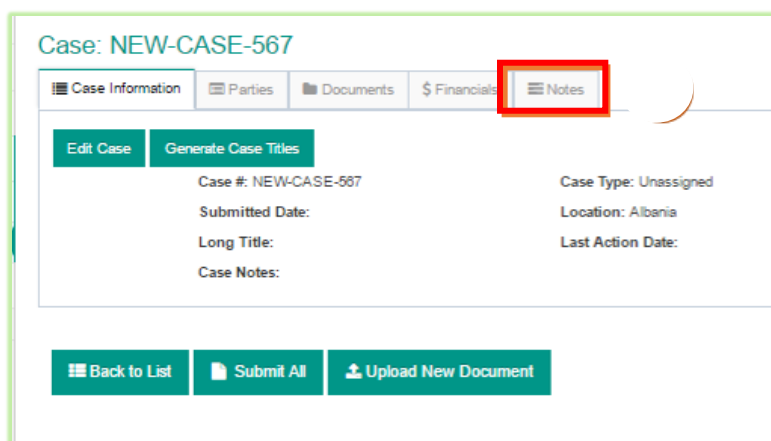 Case: NEW-CASE-567
Case Information Parties Documents $ Financials Notes
Edit Case Generate Case Titles
Case #: NEW-CASE-567 Case Type: Unassigned
Submitted Date: Location: Albania
Long Title: Last Action Date:
Case Notes:
Back to List Submit All Upload New Document